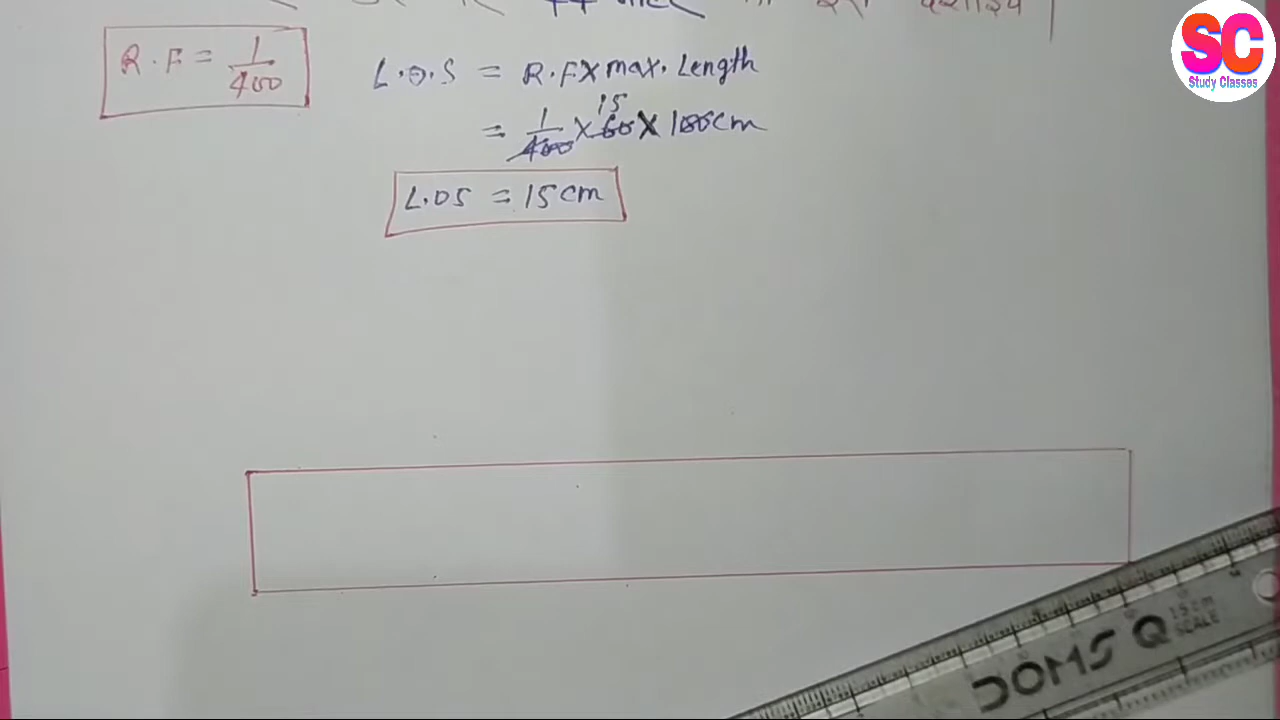 SC
Study Classes
R.F = 1/400
L.O.S = R.F X max. Length
= 1/400 X 60 X 100cm
15
L.OS = 15cm
DOMS Q 15cm
SCALE